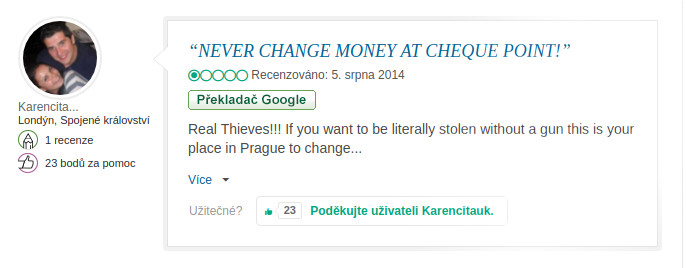 Karencita...
Londýn, Spojené království
1 recenze
23 bodů za pomoc
“NEVER CHANGE MONEY AT CHEQUE POINT!”
Recenzováno: 5. srpna 2014
Překladač Google
Real Thieves!!! If you want to be literally stolen without a gun this is your
place in Prague to change...
Více
Užitečné? 23 Poděkujte uživateli Karencitauk.